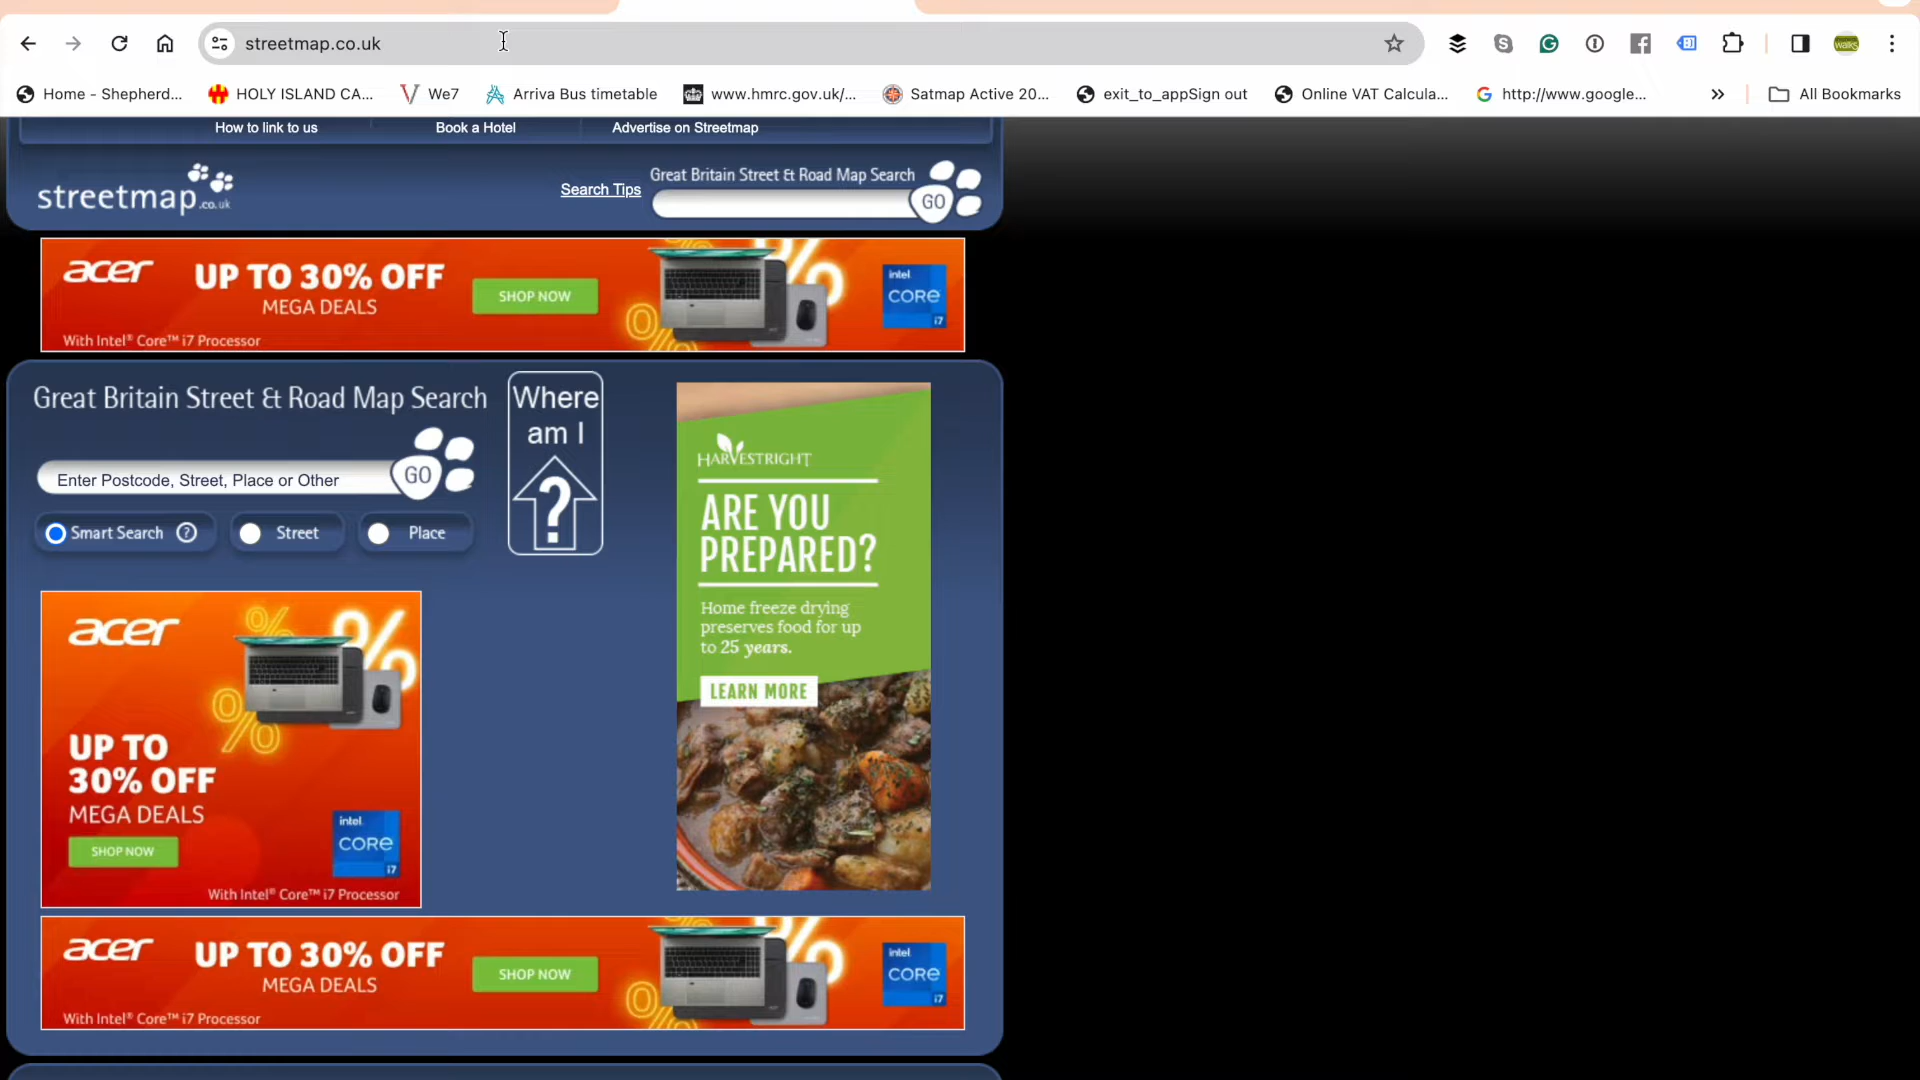 streetmap.co.uk
Home - Shepherd... HOLY ISLAND CA... We7 Arriva Bus timetable www.hmrc.gov.uk/... Satmap Active 20... exit_to_appSign out Online VAT Calcula... http://www.google... » All Bookmarks
How to link to us Book a Hotel Advertise on Streetmap
streetmap.co.uk Search Tips Great Britain Street & Road Map Search GO
acer UP TO 30% OFF
MEGA DEALS
SHOP NOW
With Intel® Core™ i7 Processor
intel
CORE
i7
Great Britain Street & Road Map Search
Enter Postcode, Street, Place or Other GO
Smart Search ? Street Place
Where
am I
?
HARVESTRIGHT
ARE YOU
PREPARED?
Home freeze drying
preserves food for up
to 25 years.
LEARN MORE
acer
UP TO
30% OFF
MEGA DEALS
SHOP NOW
intel
CORE
i7
With Intel® Core™ i7 Processor
acer UP TO 30% OFF
MEGA DEALS
SHOP NOW
With Intel® Core™ i7 Processor
intel
CORE
i7